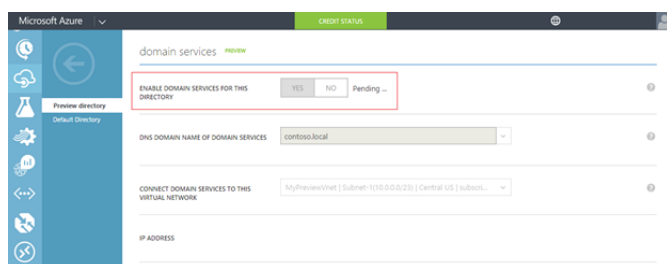 Microsoft Azure
CREDIT STATUS
domain services PREVIEW
ENABLE DOMAIN SERVICES FOR THIS
DIRECTORY
YES NO Pending ...
Preview directory
Default Directory
DNS DOMAIN NAME OF DOMAIN SERVICES
contoso.local
CONNECT DOMAIN SERVICES TO THIS
VIRTUAL NETWORK
MyPreviewVnet | Subnet-1(10.0.0.0/23) | Central US | subscri...
IP ADDRESS